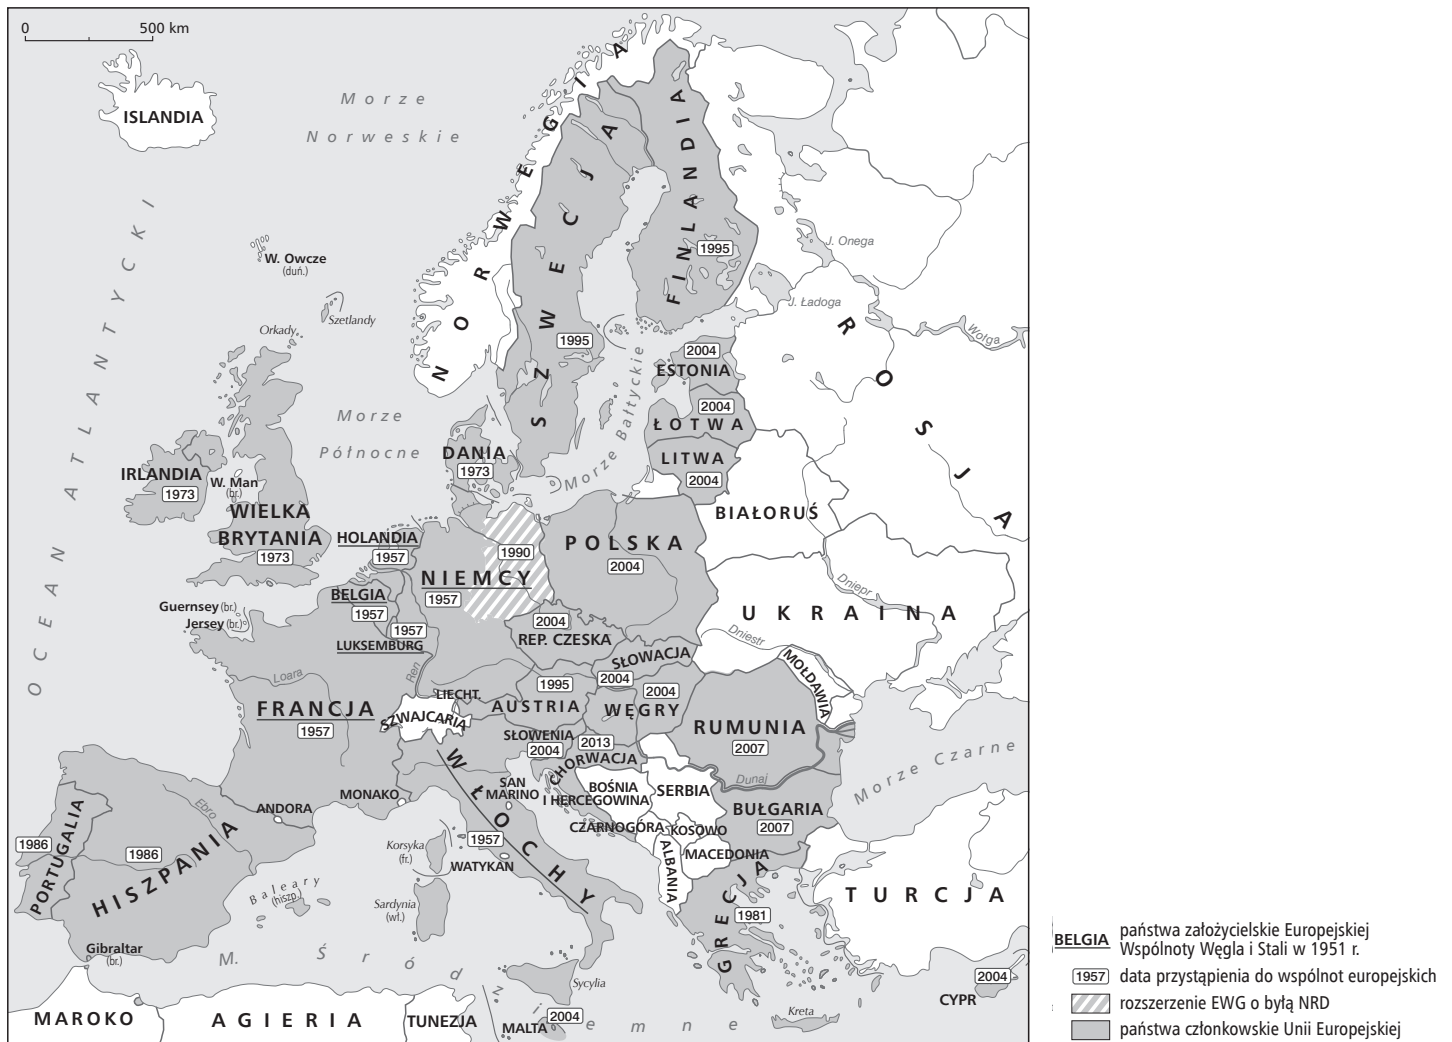 0 500 km
ISLANDIA
Morze
Norweskie
NORWEGIA
SZWECJA
1995
FINLANDIA
1995
OCEAN ATLANTYCKI
W. Owcze
(duń.)
Szetlandy
Orkady
J. Onega
J. Ładoga
Wołga
ROSJA
2004
ESTONIA
2004
ŁOTWA
LITWA
2004
Morze Bałtyckie
Morze
Północne
DANIA
1973
IRLANDIA
1973
W. Man
(br.)
WIELKA
BRYTANIA
1973
HOLANDIA
1957
BELGIA
1957
1957
LUKSEMBURG
NIEMCY
1957
1990
POLSKA
2004
BIAŁORUŚ
Dniepr
UKRAINA
Dniestr
MOŁDAWIA
Guernsey (br.)
Jersey (br.)
2004
REP. CZESKA
SŁOWACJA
2004
Loara
Ren
FRANCJA
1957
LIECHT.
SZWAJCARIA
1995
AUSTRIA
2004
WĘGRY
RUMUNIA
2007
SŁOWENIA
2004
2013
CHORWACJA
Dunaj
Morze Czarne
BOŚNIA
I HERCEGOWINA
SERBIA
BUŁGARIA
2007
CZARNOGÓRA
KOSOWO
MACEDONIA
ALBANIA
WŁOCHY
1957
SAN
MARINO
MONAKO
WATYKAN
ANDORA
Ebro
PORTUGALIA
1986
HISZPANIA
1986
Korsyka
(fr.)
Sardynia
(wł.)
Baleary
(hiszp.)
Gibraltar
(br.)
GRECJA
1981
TURCJA
2004
CYPR
Kreta
Sycylia
M. Śródziemne
MALTA
2004
MAROKO
AGIERIA
TUNEZJA
BELGIA państwa założycielskie Europejskiej
Wspólnoty Węgla i Stali w 1951 r.
1957 data przystąpienia do wspólnot europejskich
rozszerzenie EWG o byłą NRD
państwa członkowskie Unii Europejskiej